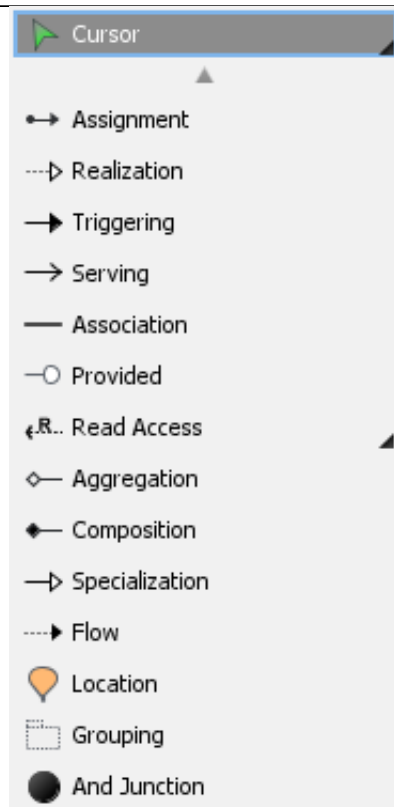 Cursor
Assignment
Realization
Triggering
Serving
Association
Provided
R Read Access
Aggregation
Composition
Specialization
Flow
Location
Grouping
And Junction